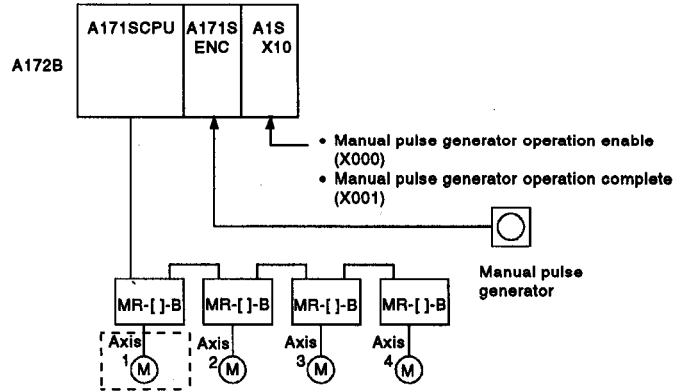 A172B
A171SCPU
A171S
ENC
A1S
X10
• Manual pulse generator operation enable
(X000)
• Manual pulse generator operation complete
(X001)
Manual pulse
generator
MR-[ ]-B
MR-[ ]-B
MR-[ ]-B
MR-[ ]-B
Axis
1
M
Axis
2
M
Axis
3
M
Axis
4
M